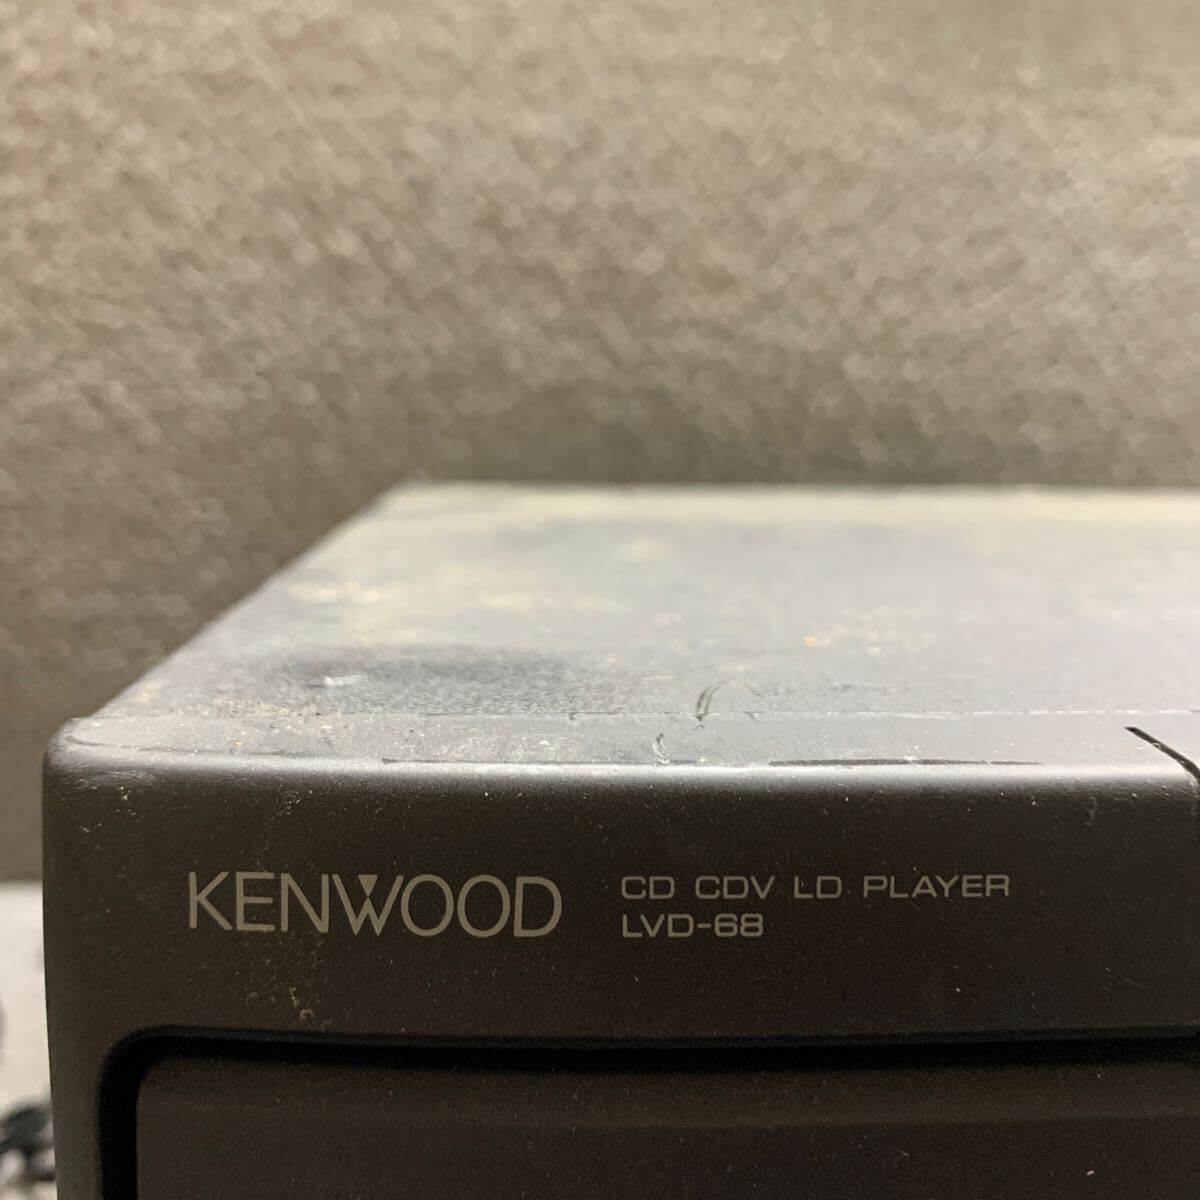 KENWOOD
CD CDV LD PLAYER
LVD-68